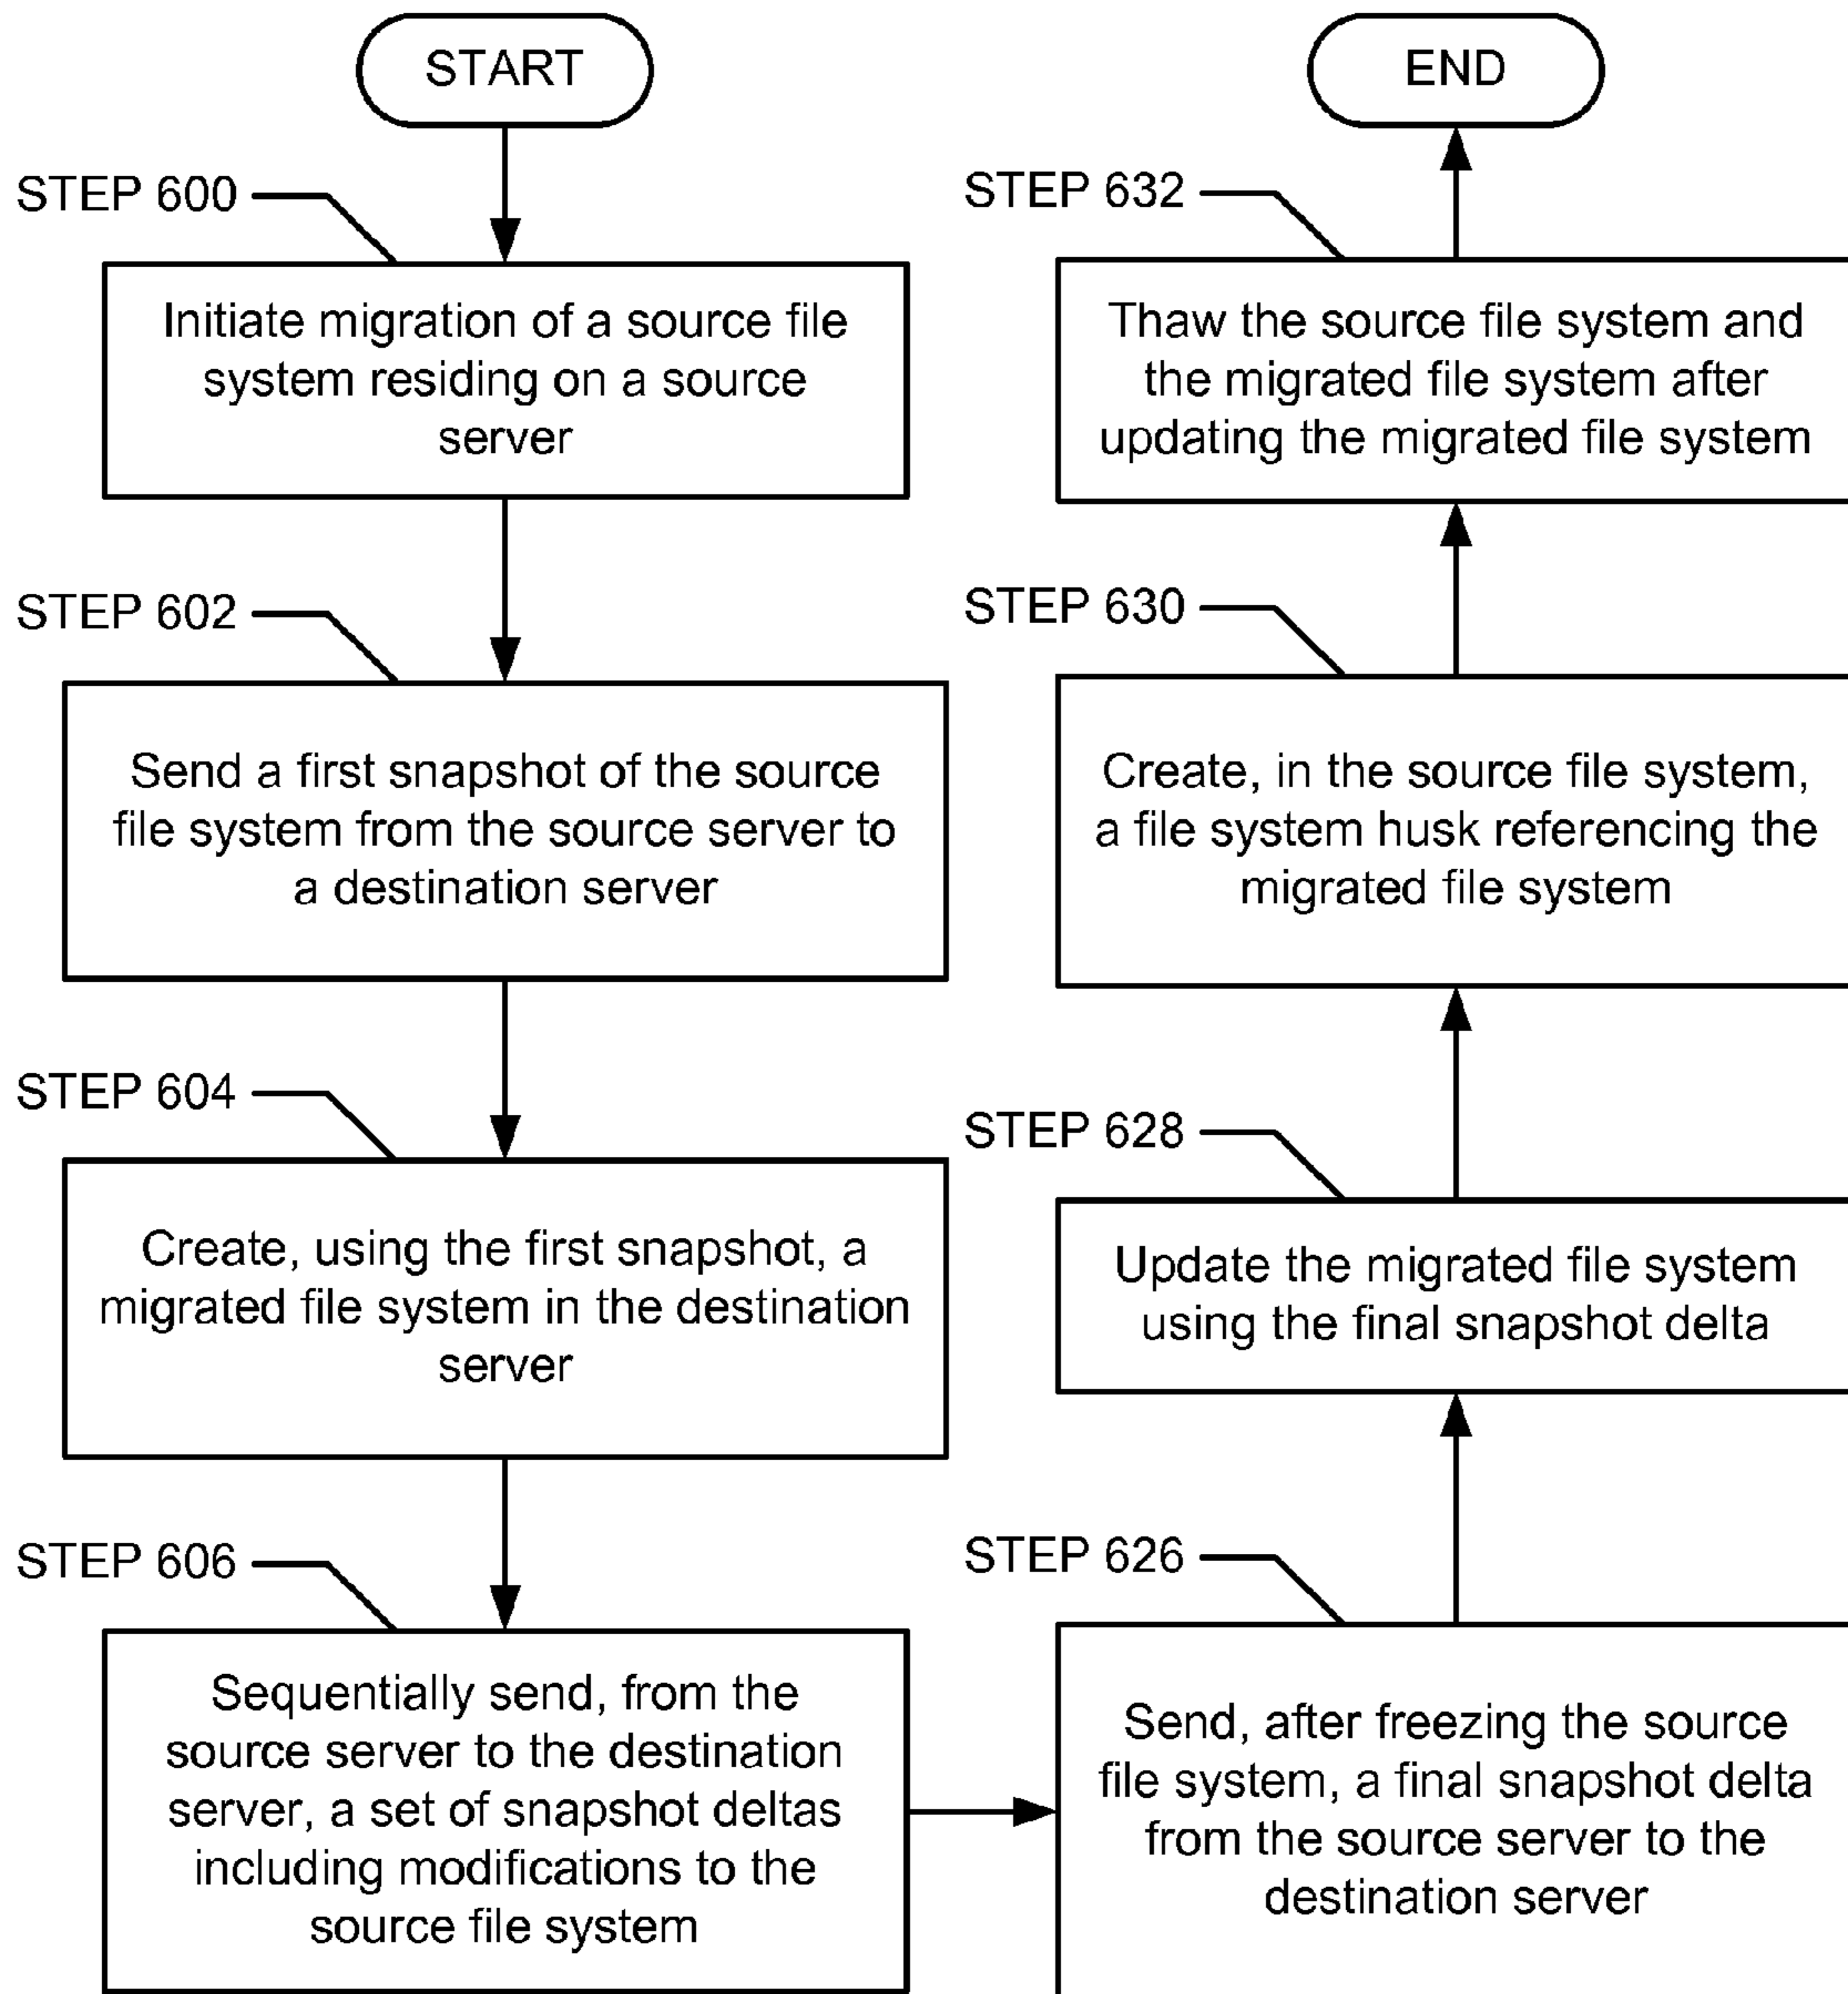 START
STEP 600
Initiate migration of a source file
system residing on a source
server
STEP 602
Send a first snapshot of the source
file system from the source server to
a destination server
STEP 604
Create, using the first snapshot, a
migrated file system in the destination
server
STEP 606
Sequentially send, from the
source server to the destination
server, a set of snapshot deltas
including modifications to the
source file system
STEP 626
Send, after freezing the source
file system, a final snapshot delta
from the source server to the
destination server
STEP 628
Update the migrated file system
using the final snapshot delta
STEP 630
Create, in the source file system,
a file system husk referencing the
migrated file system
STEP 632
Thaw the source file system and
the migrated file system after
updating the migrated file system
END